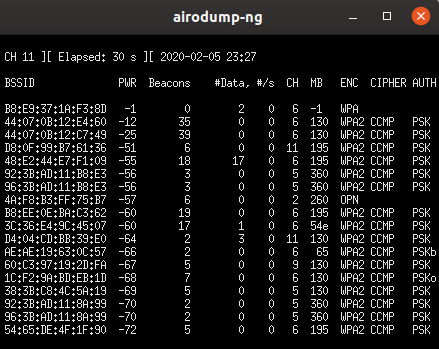 airodump-ng
CH 11 ][ Elapsed: 30 s ][ 2020-02-05 23:27
BSSID PWR Beacons #Data, #/s CH MB ENC CIPHER AUTH
B8:E9:37:1A:F3:8D -1 0 2 0 6 -1 WPA
44:07:0B:12:E4:60 -12 35 0 0 6 130 WPA2 CCMP PSK
44:07:0B:12:C7:49 -25 39 0 0 6 130 WPA2 CCMP PSK
D8:0F:99:B7:61:36 -51 6 0 0 11 195 WPA2 CCMP PSK
48:E2:44:E7:F1:09 -55 18 17 0 6 195 WPA2 CCMP PSK
92:3B:AD:11:B8:E3 -56 3 0 0 5 360 WPA2 CCMP PSK
96:3B:AD:11:B8:E3 -56 3 0 0 5 360 WPA2 CCMP PSK
4A:F8:B3:FF:75:B7 -57 6 0 0 2 260 OPN
B8:EE:0E:BA:C3:62 -60 19 0 0 6 195 WPA2 CCMP PSK
3C:36:E4:9C:45:07 -60 17 1 0 6 54e WPA2 CCMP PSK
D4:04:CD:BB:39:E0 -64 2 3 0 11 130 WPA2 CCMP PSK
AE:AE:19:63:0C:57 -66 2 0 0 6 65 WPA2 CCMP PSKb
60:C3:97:19:2D:FA -67 5 0 0 9 130 WPA2 CCMP PSK
1C:F2:9A:BD:EB:1D -68 7 0 0 6 130 WPA2 CCMP PSKo
38:3B:C8:4C:5A:19 -69 5 0 0 5 130 WPA2 CCMP PSK
92:3B:AD:11:8A:99 -70 2 0 0 5 360 WPA2 CCMP PSK
96:3B:AD:11:8A:99 -70 2 0 0 5 360 WPA2 CCMP PSK
54:65:DE:4F:1F:90 -72 5 0 0 6 195 WPA2 CCMP PSK